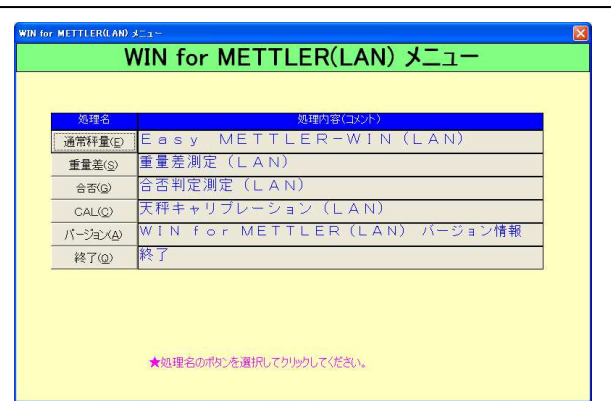 WIN for METTLER(LAN) メニュー
WIN for METTLER(LAN) メニュー
処理名 処理内容(コメント)
通常秤量(E) Easy METTLER-WIN(LAN)
重量差(S) 重量差測定(LAN)
合否(G) 合否判定測定(LAN)
CAL(C) 天秤キャリブレーション(LAN)
バージョン(A) WIN for METTLER(LAN) バージョン情報
終了(Q) 終了
★処理名のボタンを選択してクリックしてください。